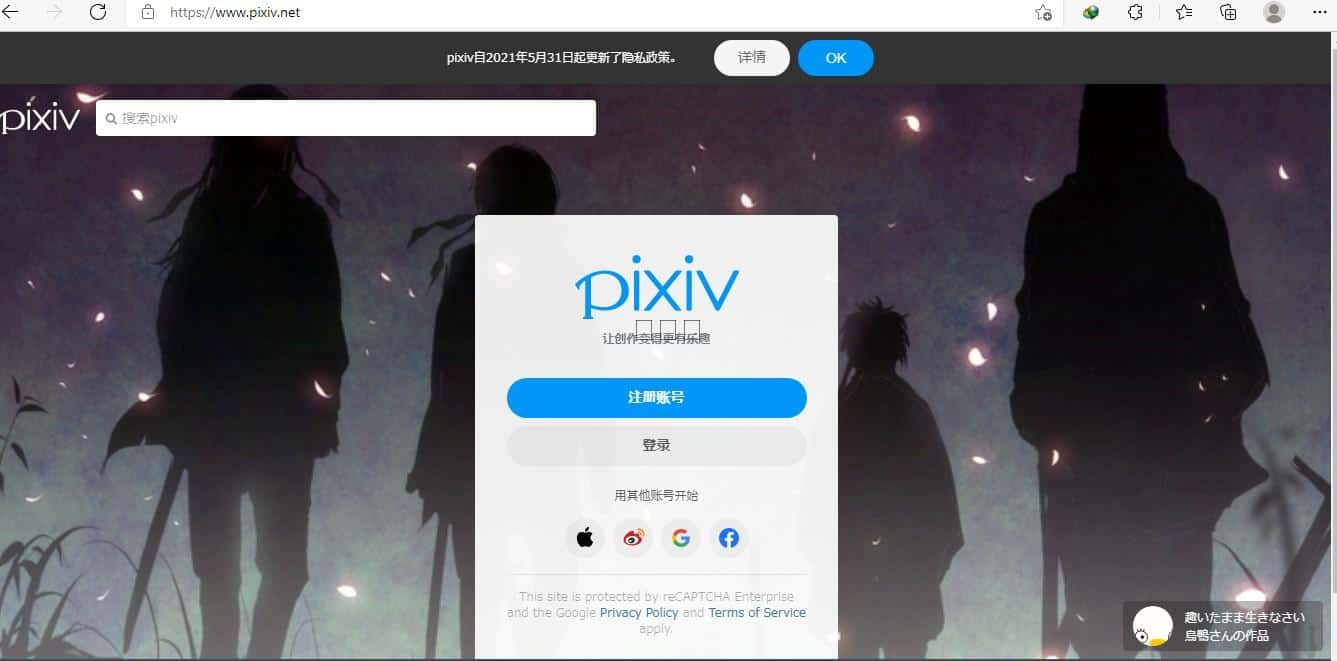 https://www.pixiv.net
pixiv自2021年5月31日起更新了隐私政策。
详情
OK
pixiv
搜索pixiv
pixiv
让创作变得更有乐趣
注册账号
登录
用其他账号开始
This site is protected by reCAPTCHA Enterprise
and the Google Privacy Policy and Terms of Service
apply.
趣いたまま生きなさい
烏鴨さんの作品